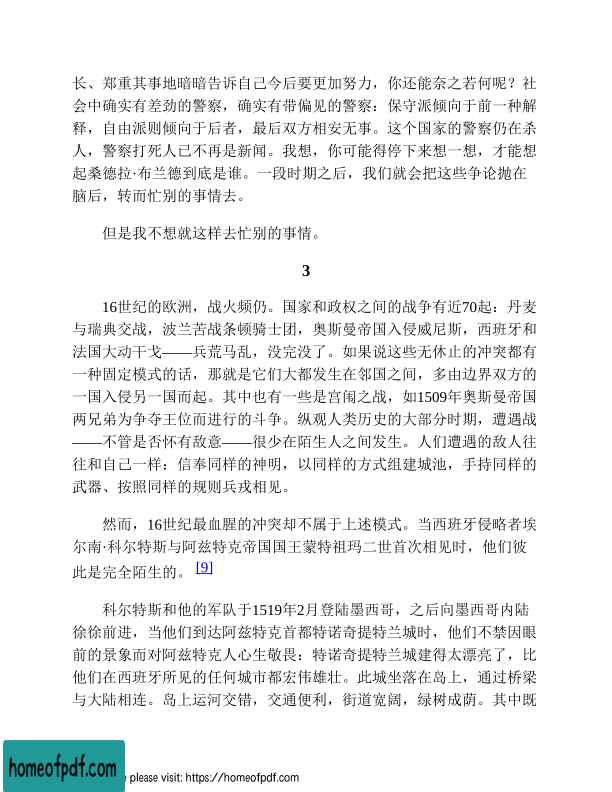 长、郑重其事地暗暗告诉自己今后要更加努力，你还能奈之若何呢？社
会中确实有差劲的警察，确实有带偏见的警察：保守派倾向于前一种解
释，自由派则倾向于后者，最后双方相安无事。这个国家的警察仍在杀
人，警察打死人已不再是新闻。我想，你可能得停下来想一想，才能想
起桑德拉·布兰德到底是谁。一段时期之后，我们就会把这些争论抛在
脑后，转而忙别的事情去。
但是我不想就这样去忙别的事情。
3
16世纪的欧洲，战火频仍。国家和政权之间的战争有近70起：丹麦
与瑞典交战，波兰苦战条顿骑士团，奥斯曼帝国入侵威尼斯，西班牙和
法国大动干戈——兵荒马乱，没完没了。如果说这些无休止的冲突都有
一种固定模式的话，那就是它们大都发生在邻国之间，多由边界双方的
一国入侵另一国而起。其中也有一些是宫闱之战，如1509年奥斯曼帝国
两兄弟为争夺王位而进行的斗争。纵观人类历史的大部分时期，遭遇战
——不管是否怀有敌意——很少在陌生人之间发生。人们遭遇的敌人往
往和自己一样：信奉同样的神明，以同样的方式组建城池，手持同样的
武器、按照同样的规则兵戎相见。
然而，16世纪最血腥的冲突却不属于上述模式。当西班牙侵略者埃
尔南·科尔特斯与阿兹特克帝国国王蒙特祖玛二世首次相见时，他们彼
此是完全陌生的。 [9]
科尔特斯和他的军队于1519年2月登陆墨西哥，之后向墨西哥内陆
徐徐前进，当他们到达阿兹特克首都特诺奇提特兰城时，他们不禁因眼
前的景象而对阿兹特克人心生敬畏：特诺奇提特兰城建得太漂亮了，比
他们在西班牙所见的任何城市都宏伟雄壮。此城坐落在岛上，通过桥梁
与大陆相连。岛上运河交错，交通便利，街道宽阔，绿树成荫。其中既
homeofpdf.com
e please visit: https://homeofpdf.com